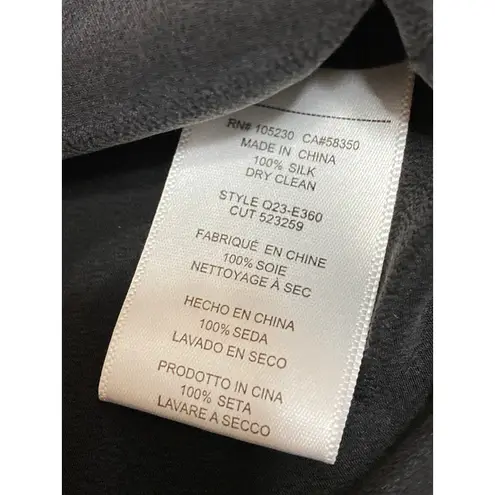 RN# 105230 CA#58350
MADE IN CHINA
100% SILK
DRY CLEAN
STYLE Q23-E360
CUT 523259
FABRIQUÉ EN CHINE
100% SOIE
NETTOYAGE À SEC
HECHO EN CHINA
100% SEDA
LAVADO EN SECO
PRODOTTO IN CINA
100% SETA
LAVARE A SECCO